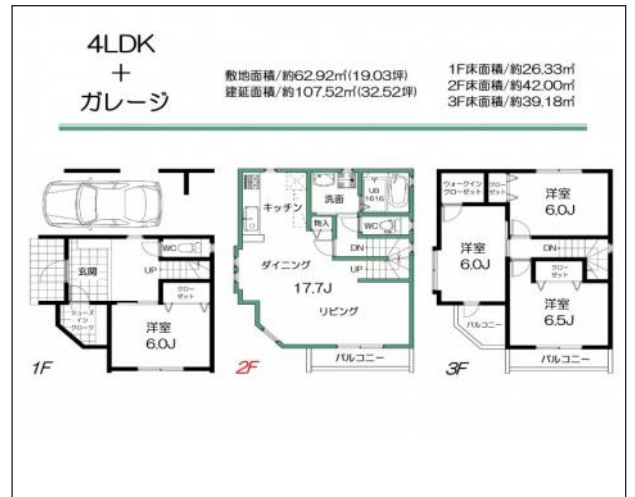 4LDK
+
ガレージ
敷地面積/約62.92㎡(19.03坪)
建延面積/約107.52㎡(32.52坪)
1F床面積/約26.33㎡
2F床面積/約42.00㎡
3F床面積/約39.18㎡
WC
玄関
UP
クロー
ゼット
シューズ
イン
クローク
洋室
6.0J
1F
キッチン
洗面
UB
1616
物入
WC
DN
ダイニング
UP
17.7J
リビング
バルコニー
2F
ウォークイン
クローゼット
クロー
ゼット
洋室
6.0J
洋室
6.0J
DN
クロー
ゼット
洋室
6.5J
バルコニー
バルコニー
3F